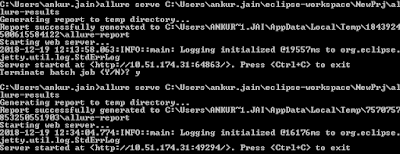 C:\Users\ankur.jain>allure serve C:\Users\ankur.jain\eclipse-workspace\NewPrj\al
lure-results
Generating report to temp directory...
Report successfully generated to C:\Users\ANKUR~1.JAI\AppData\Local\Temp\1843924
500615584122\allure-report
Starting web server...
2018-12-19 12:13:58.063:INFO::main: Logging initialized @19557ms to org.eclipse.
jetty.util.log.StdErrLog
Server started at <http://10.51.174.31:64863/>. Press <Ctrl+C> to exit
Terminate batch job (Y/N)? y
C:\Users\ankur.jain>allure serve C:\Users\ankur.jain\eclipse-workspace\NewPrj\al
lure-results
Generating report to temp directory...
Report successfully generated to C:\Users\ANKUR~1.JAI\AppData\Local\Temp\7570757
853250551903\allure-report
Starting web server...
2018-12-19 12:34:04.774:INFO::main: Logging initialized @16176ms to org.eclipse.
jetty.util.log.StdErrLog
Server started at <http://10.51.174.31:49294/>. Press <Ctrl+C> to exit